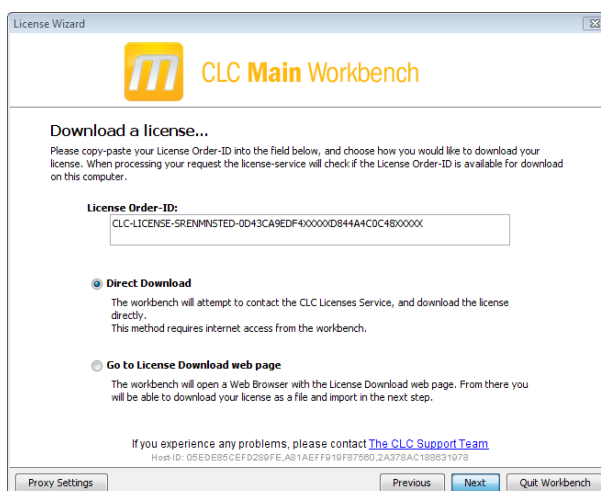 License Wizard
CLC Main Workbench
Download a license...
Please copy-paste your License Order-ID into the field below, and choose how you would like to download your
license. When processing your request the license-service will check if the License Order-ID is available for download
on this computer.
License Order-ID:
CLC-LICENSE-SRENMNSTED-0D43CA9EDF4XXXXXD844A4C0C48XXXXX
Direct Download
The workbench will attempt to contact the CLC Licenses Service, and download the license
directly.
This method requires internet access from the workbench.
Go to License Download web page
The workbench will open a Web Browser with the License Download web page. From there you
will be able to download your license as a file and import in the next step.
If you experience any problems, please contact The CLC Support Team
Host-ID: 05EDE85CEFD289FE,A81AEFF919F87560,2A378AC188631978
Proxy Settings
Previous
Next
Quit Workbench